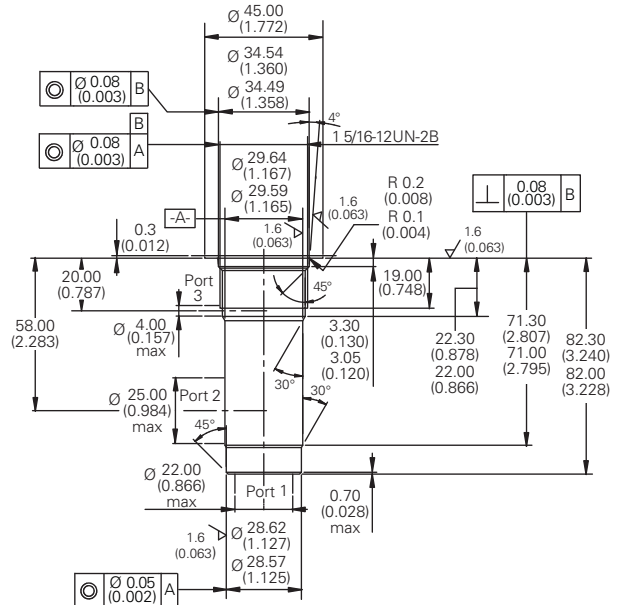 Ø 45.00
(1.772)
Ø 34.54
(1.360)
Ø 34.49
(1.358)
Ø 0.08
(0.003) B
B
Ø 0.08
(0.003) A
4°
1 5/16-12UN-2B
Ø 29.64
(1.167)
Ø 29.59
(1.165)
-A-
R 0.2
(0.008)
R 0.1
(0.004)
1.6
(0.063)
1.6
(0.063)
⊥ 0.08
(0.003) B
1.6
(0.063)
0.3
(0.012)
20.00
(0.787)
Port
3
45°
19.00
(0.748)
58.00
(2.283)
Ø 4.00
(0.157)
max
3.30
(0.130)
3.05
(0.120)
22.30
(0.878)
22.00
(0.866)
71.30
(2.807)
71.00
(2.795)
82.30
(3.240)
82.00
(3.228)
30°
30°
Ø 25.00
(0.984)
max
Port 2
45°
Ø 22.00
(0.866)
max
Port 1
0.70
(0.028)
max
1.6
(0.063)
Ø 28.62
(1.127)
Ø 28.57
(1.125)
Ø 0.05
(0.002) A